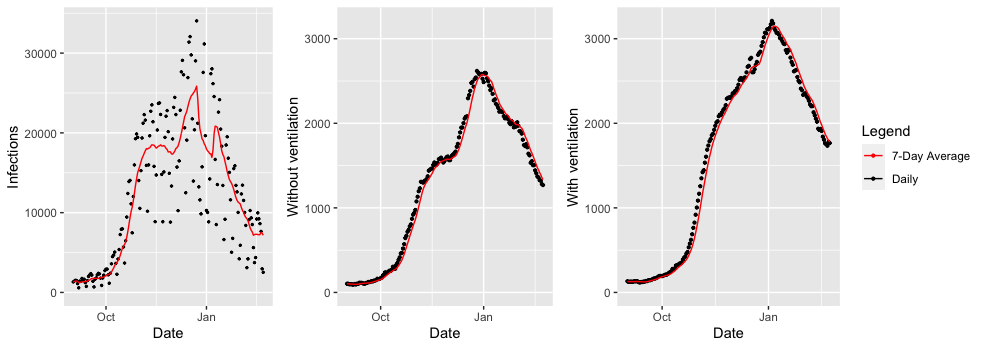 Infections
30000
20000
10000
0
Oct
Jan
Date
Without ventilation
3000
2000
1000
0
Oct
Jan
Date
With ventilation
3000
2000
1000
0
Oct
Jan
Date
Legend
7-Day Average
Daily